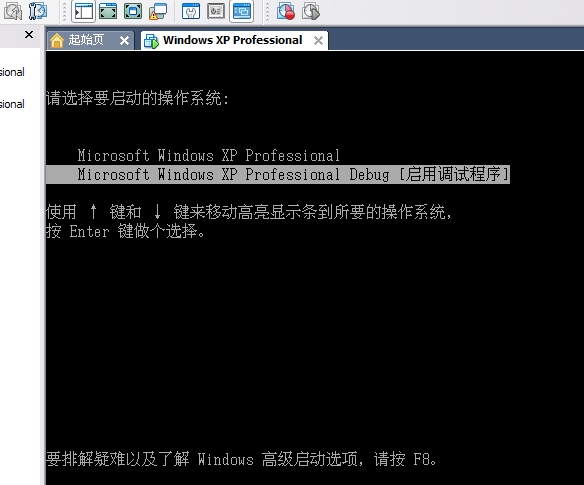 起始页
Windows XP Professional
sional
sional
请选择要启动的操作系统:
Microsoft Windows XP Professional
Microsoft Windows XP Professional Debug [启用调试程序]
使用 ↑ 键和 ↓ 键来移动高亮显示条到所要的操作系统，
按 Enter 键做个选择。
要排解疑难以及了解 Windows 高级启动选项，请按 F8。